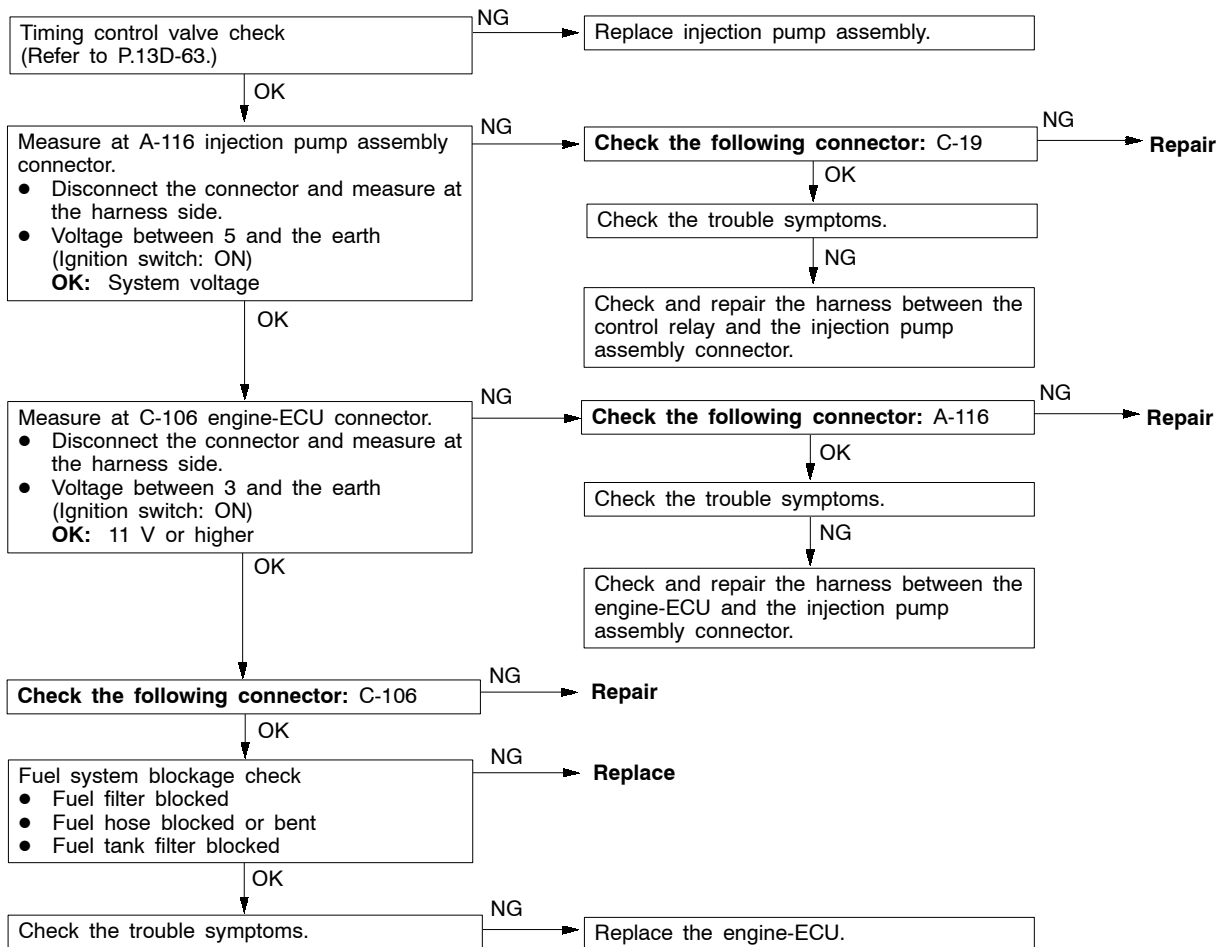 Timing control valve check
(Refer to P.13D-63.)
NG
Replace injection pump assembly.
OK
Measure at A-116 injection pump assembly
connector.
● Disconnect the connector and measure at
the harness side.
● Voltage between 5 and the earth
(Ignition switch: ON)
OK: System voltage
NG
Check the following connector: C-19
NG
Repair
OK
Check the trouble symptoms.
NG
Check and repair the harness between the
control relay and the injection pump
assembly connector.
OK
Measure at C-106 engine-ECU connector.
● Disconnect the connector and measure at
the harness side.
● Voltage between 3 and the earth
(Ignition switch: ON)
OK: 11 V or higher
NG
Check the following connector: A-116
NG
Repair
OK
Check the trouble symptoms.
NG
Check and repair the harness between the
engine-ECU and the injection pump
assembly connector.
OK
Check the following connector: C-106
NG
Repair
OK
Fuel system blockage check
● Fuel filter blocked
● Fuel hose blocked or bent
● Fuel tank filter blocked
NG
Replace
OK
Check the trouble symptoms.
NG
Replace the engine-ECU.